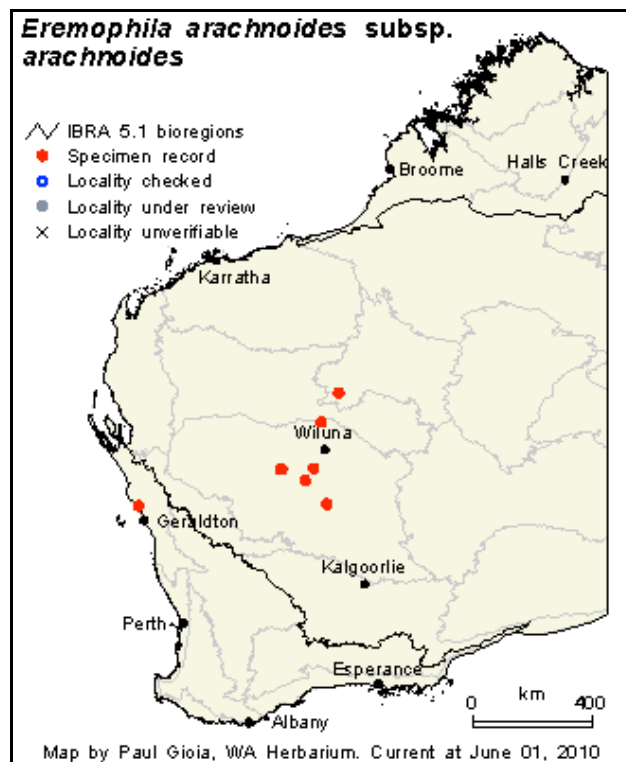 Eremophila arachnoides subsp.
arachnoides
IBRA 5.1 bioregions
Specimen record
Locality checked
Locality under review
Locality unverifiable
Broome
Halls Creek
Karratha
Wiluna
Geraldton
Kalgoorlie
Perth
Esperance
Albany
km
0 400
Map by Paul Gioia, WA Herbarium. Current at June 01, 2010